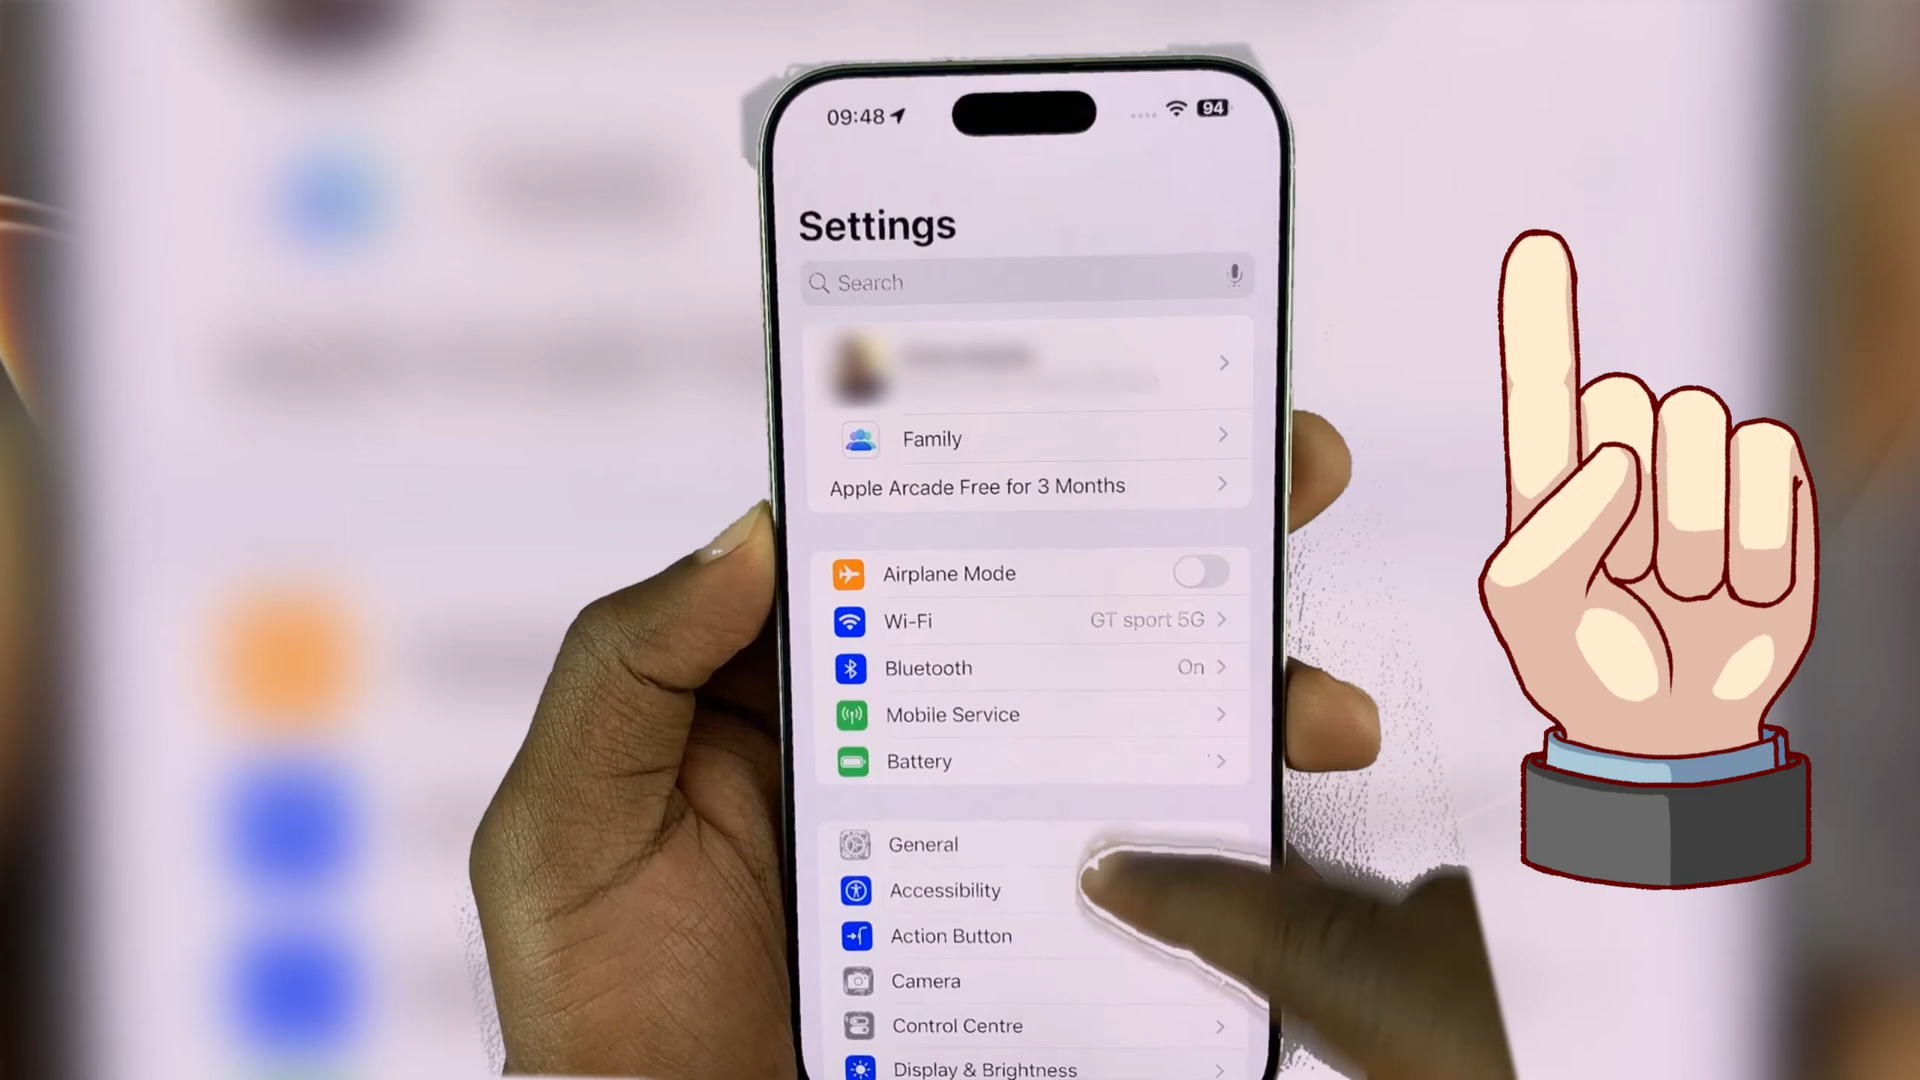 09:48
94
Settings
Search
Family
Apple Arcade Free for 3 Months
Airplane Mode
Wi-Fi GT sport 5G
Bluetooth On
Mobile Service
Battery
General
Accessibility
Action Button
Camera
Control Centre
Display & Brightness